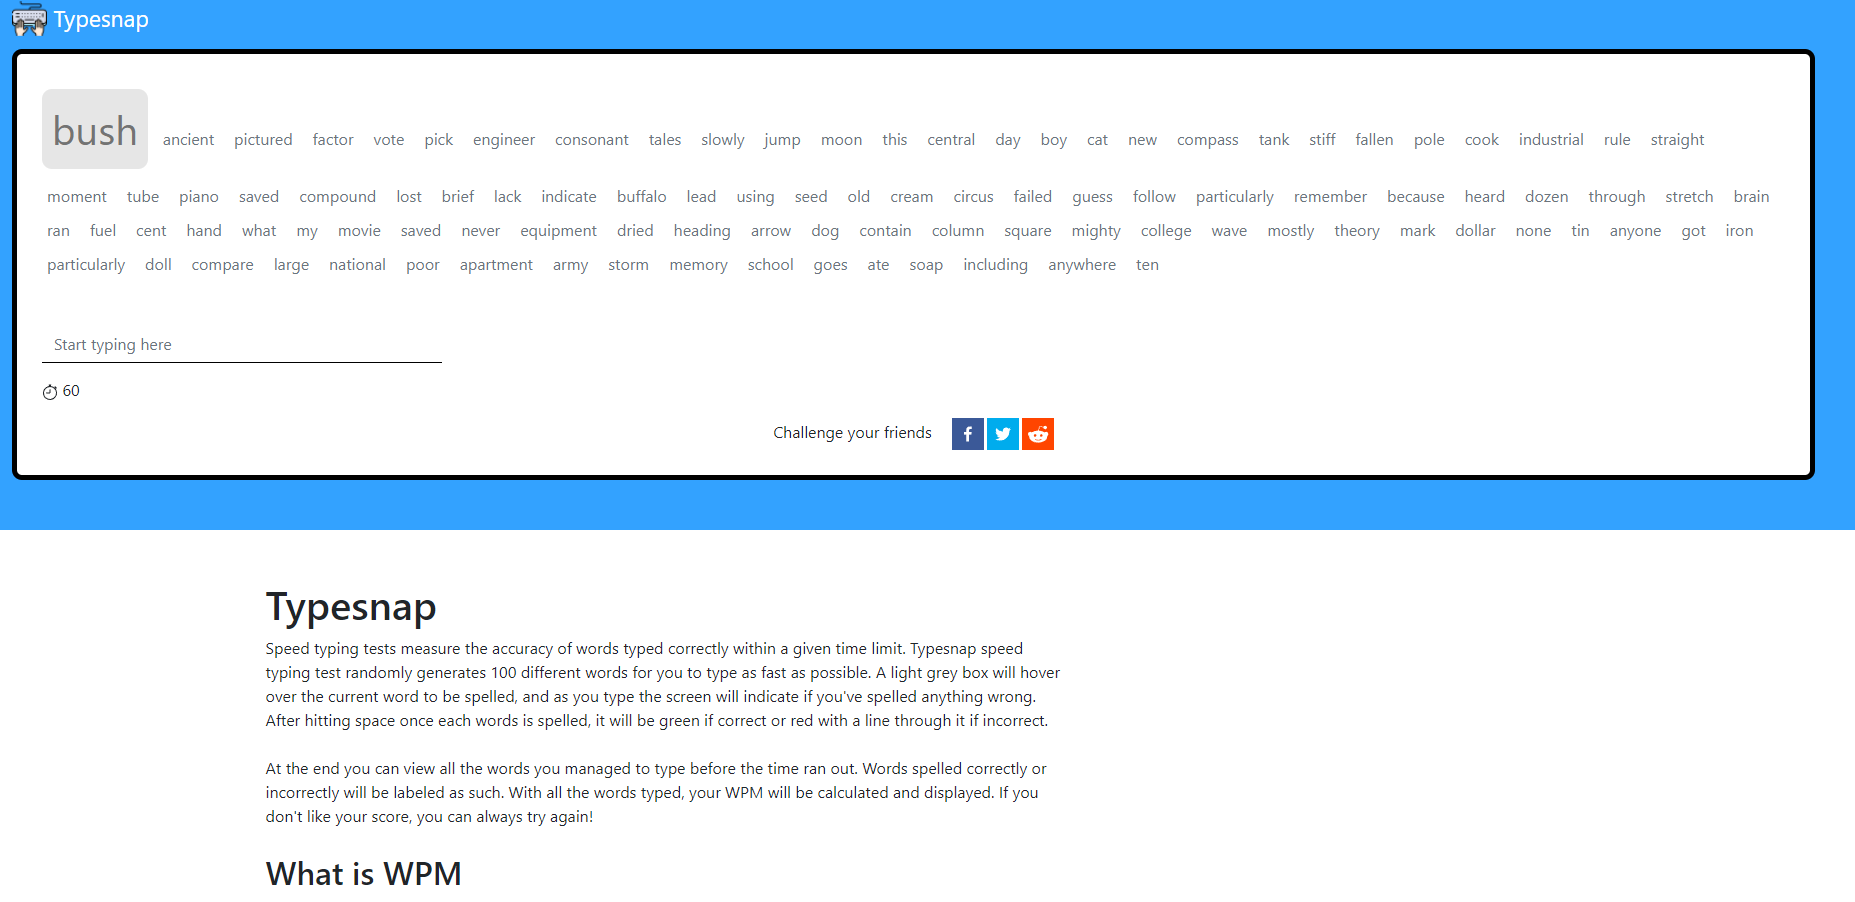 Typesnap
bush ancient pictured factor vote pick engineer consonant tales slowly jump moon this central day boy cat new compass tank stiff fallen pole cook industrial rule straight
moment tube piano saved compound lost brief lack indicate buffalo lead using seed old cream circus failed guess follow particularly remember because heard dozen through stretch brain
ran fuel cent hand what my movie saved never equipment dried heading arrow dog contain column square mighty college wave mostly theory mark dollar none tin anyone got iron
particularly doll compare large national poor apartment army storm memory school goes ate soap including anywhere ten
Start typing here
60
Challenge your friends
Typesnap
Speed typing tests measure the accuracy of words typed correctly within a given time limit. Typesnap speed
typing test randomly generates 100 different words for you to type as fast as possible. A light grey box will hover
over the current word to be spelled, and as you type the screen will indicate if you've spelled anything wrong.
After hitting space once each words is spelled, it will be green if correct or red with a line through it if incorrect.
At the end you can view all the words you managed to type before the time ran out. Words spelled correctly or
incorrectly will be labeled as such. With all the words typed, your WPM will be calculated and displayed. If you
don't like your score, you can always try again!
What is WPM